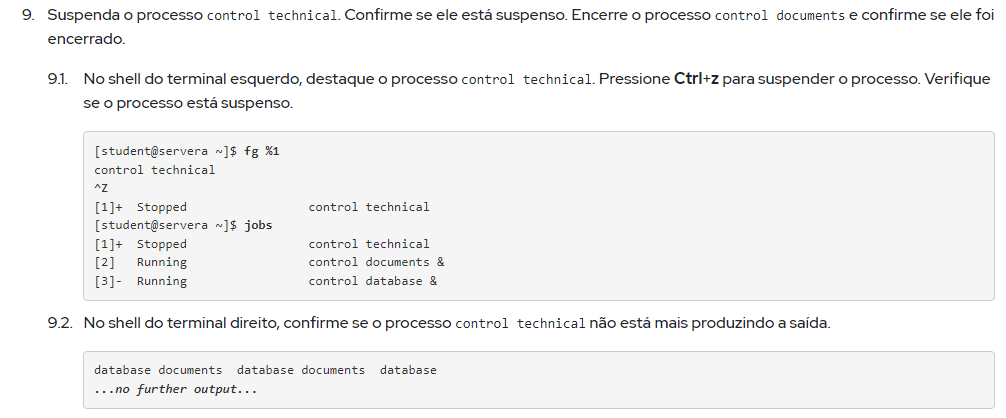 9. Suspenda o processo control technical. Confirme se ele está suspenso. Encerre o processo control documents e confirme se ele foi
encerrado.
9.1. No shell do terminal esquerdo, destaque o processo control technical. Pressione Ctrl+z para suspender o processo. Verifique
se o processo está suspenso.
[student@servera ~]$ fg %1
control technical
^Z
[1]+  Stopped                 control technical
[student@servera ~]$ jobs
[1]+  Stopped                 control technical
[2]   Running                 control documents &
[3]-  Running                 control database &
9.2. No shell do terminal direito, confirme se o processo control technical não está mais produzindo a saída.
database documents  database documents  database
...no further output...